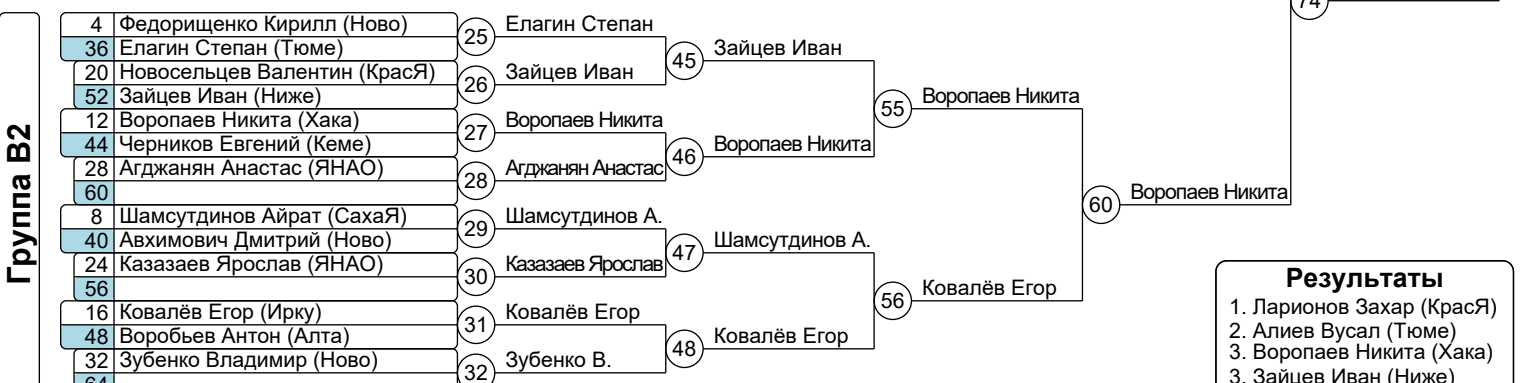 74
Группа B2
4 Федорищенко Кирилл (Ново)
36 Елагин Степан (Тюме)
20 Новосельцев Валентин (КрасЯ)
52 Зайцев Иван (Ниже)
12 Воропаев Никита (Хака)
44 Черников Евгений (Кеме)
28 Агджанян Анастас (ЯНАО)
60
8 Шамсутдинов Айрат (СахаЯ)
40 Авхимович Дмитрий (Ново)
24 Казазаев Ярослав (ЯНАО)
56
16 Ковалёв Егор (Ирку)
48 Воробьев Антон (Алта)
32 Зубенко Владимир (Ново)
64
25 Елагин Степан
26 Зайцев Иван
27 Воропаев Никита
28 Агджанян Анастас
29 Шамсутдинов А.
30 Казазаев Ярослав
31 Ковалёв Егор
32 Зубенко В.
45 Зайцев Иван
46 Воропаев Никита
47 Шамсутдинов А.
48 Ковалёв Егор
55 Воропаев Никита
56 Ковалёв Егор
60 Воропаев Никита
Результаты
1. Ларионов Захар (КрасЯ)
2. Алиев Вусал (Тюме)
3. Воропаев Никита (Хака)
3. Зайцев Иван (Ниже)